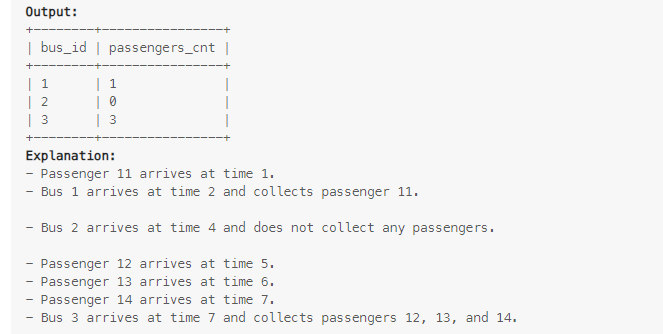 Output:
+--------+----------------+
| bus_id | passengers_cnt |
+--------+----------------+
| 1      | 1              |
| 2      | 0              |
| 3      | 3              |
+--------+----------------+
Explanation:
- Passenger 11 arrives at time 1.
- Bus 1 arrives at time 2 and collects passenger 11.
- Bus 2 arrives at time 4 and does not collect any passengers.
- Passenger 12 arrives at time 5.
- Passenger 13 arrives at time 6.
- Passenger 14 arrives at time 7.
- Bus 3 arrives at time 7 and collects passengers 12, 13, and 14.